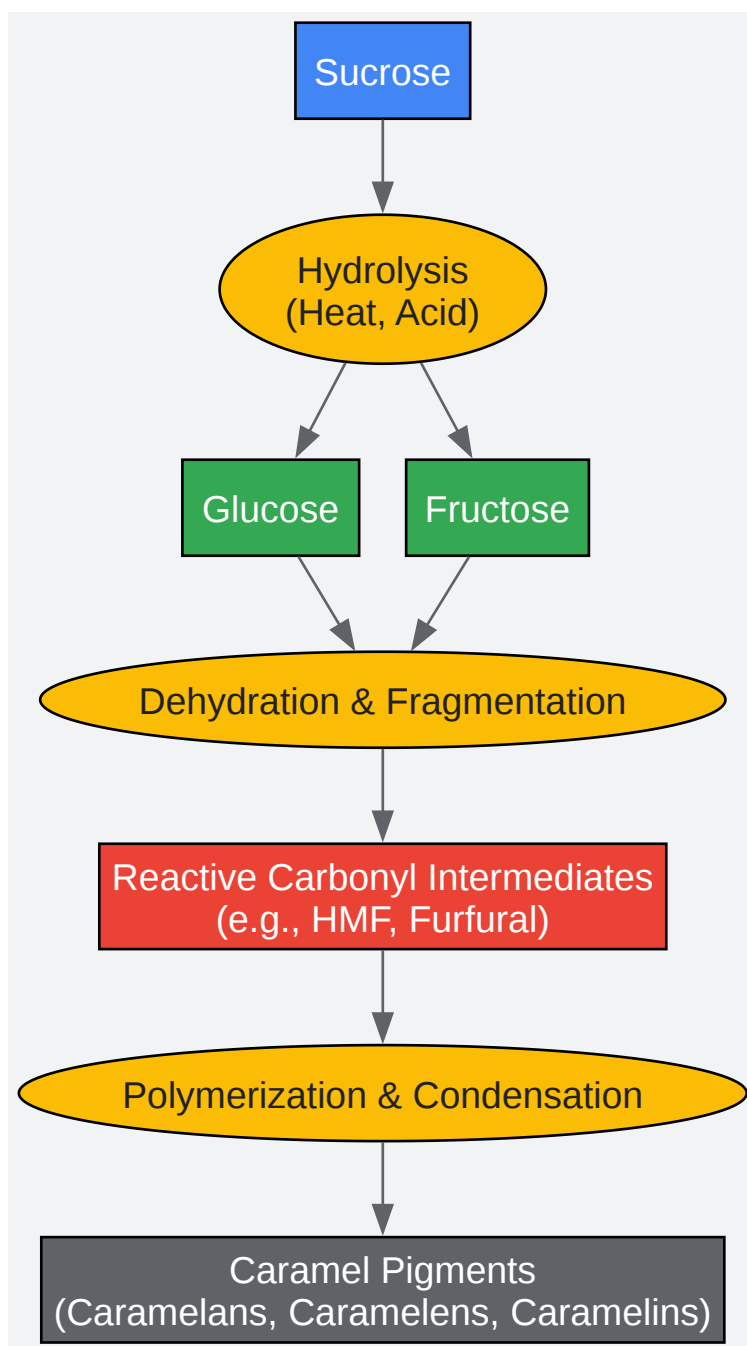 Sucrose
Hydrolysis
(Heat, Acid)
Glucose
Fructose
Dehydration & Fragmentation
Reactive Carbonyl Intermediates
(e.g., HMF, Furfural)
Polymerization & Condensation
Caramel Pigments
(Caramelans, Caramelens, Caramelins)